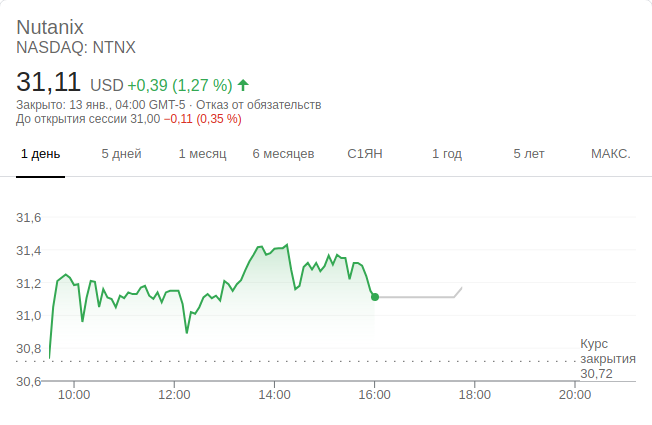 Nutanix
NASDAQ: NTNX
31,11 USD +0,39 (1,27 %)
Закрыто: 13 янв., 04:00 GMT-5 · Отказ от обязательств
До открытия сессии 31,00 −0,11 (0,35 %)
1 день 5 дней 1 месяц 6 месяцев С1ЯН 1 год 5 лет МАКС.
31,6
31,4
31,2
31,0
30,8
30,6
Курс
закрытия
30,72
10:00 12:00 14:00 16:00 18:00 20:00